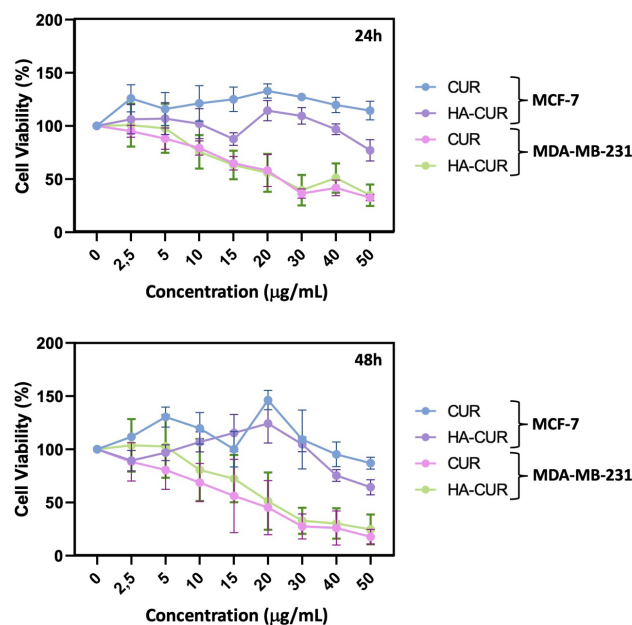 200
24h
150
100
50
0
Cell Viability (%)
0 2,5 5 10 15 20 30 40 50
Concentration (µg/mL)
CUR
HA-CUR
MCF-7
CUR
HA-CUR
MDA-MB-231
200
48h
150
100
50
0
Cell Viability (%)
0 2,5 5 10 15 20 30 40 50
Concentration (µg/mL)
CUR
HA-CUR
MCF-7
CUR
HA-CUR
MDA-MB-231